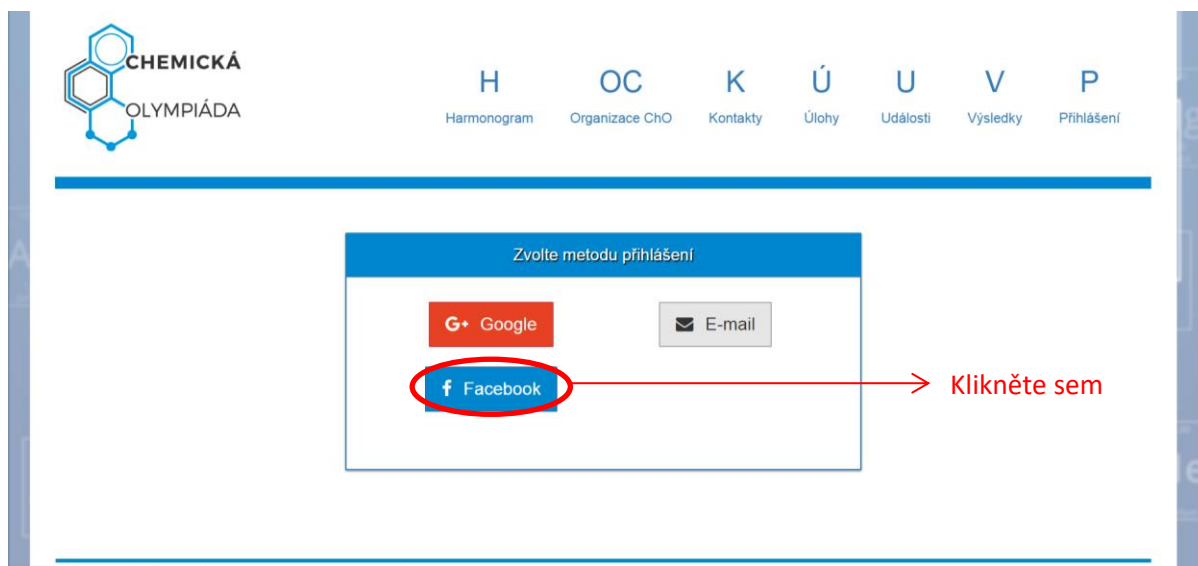 CHEMICKÁ
OLYMPIÁDA
H OC K Ú U V P
Harmonogram Organizace ChO Kontakty Úlohy Události Výsledky Přihlášení
Zvolte metodu přihlášení
G+ Google E-mail
f Facebook
Klikněte sem